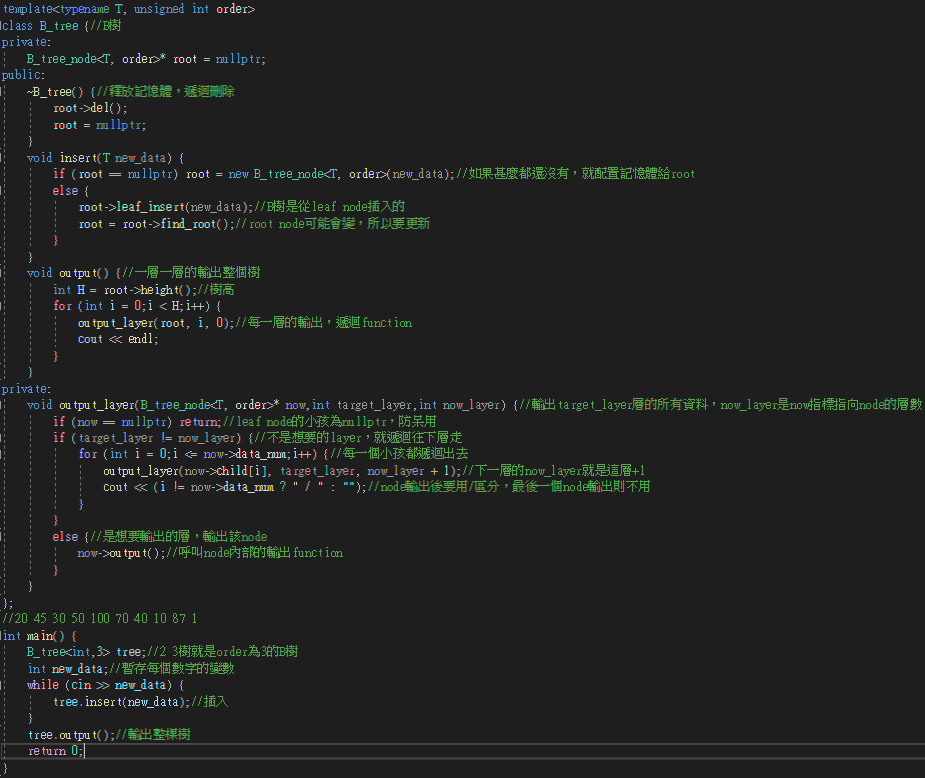 template<typename T, unsigned int order>
class B_tree {//B樹
private:
B_tree_node<T, order>* root = nullptr;
public:
~B_tree() {//釋放記憶體，遞迴刪除
root->del();
root = nullptr;
}
void insert(T new_data) {
if (root == nullptr) root = new B_tree_node<T, order>(new_data);//如果甚麼都還沒有，就配置記憶體給root
else {
root->leaf_insert(new_data);//B樹是從leaf node插入的
root = root->find_root();//root node可能會變，所以要更新
}
}
void output() {//一層一層的輸出整個樹
int H = root->height();//樹高
for (int i = 0;i < H;i++) {
output_layer(root, i, 0);//每一層的輸出，遞迴function
cout << endl;
}
}
private:
void output_layer(B_tree_node<T, order>* now,int target_layer,int now_layer) {//輸出target_layer層的所有資料，now_layer是now指標指向node的層數
if (now == nullptr) return;//leaf node的小孩為nullptr，防呆用
if (target_layer != now_layer) {//不是想要的layer，就遞迴往下層走
for (int i = 0;i <= now->data_num;i++) {//每一個小孩都遞迴出去
output_layer(now->child[i], target_layer, now_layer + 1);//下一層的now_layer就是這層+1
cout << (i != now->data_num ? " / " : "");//node輸出後要用/區分，最後一個node輸出則不用
}
}
else {//是想要輸出的層，輸出該node
now->output();//呼叫node內部的輸出function
}
}
};
//20 45 30 50 100 70 40 10 87 1
int main() {
B_tree<int,3> tree;//2 3樹就是order為3的B樹
int new_data;//暫存每個數字的變數
while (cin >> new_data) {
tree.insert(new_data);//插入
}
tree.output();//輸出整棵樹
return 0;
}